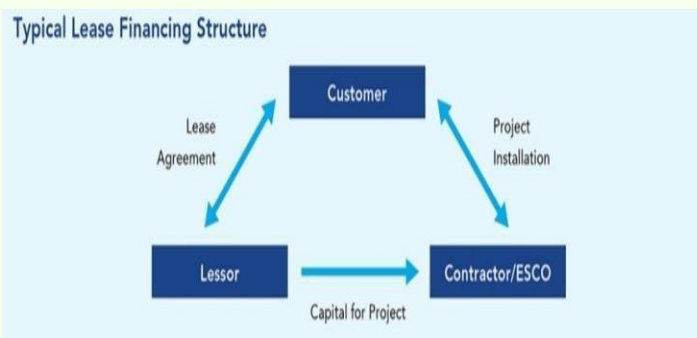 Typical Lease Financing Structure
Customer
Lease
Agreement
Project
Installation
Lessor
Contractor/ESCO
Capital for Project